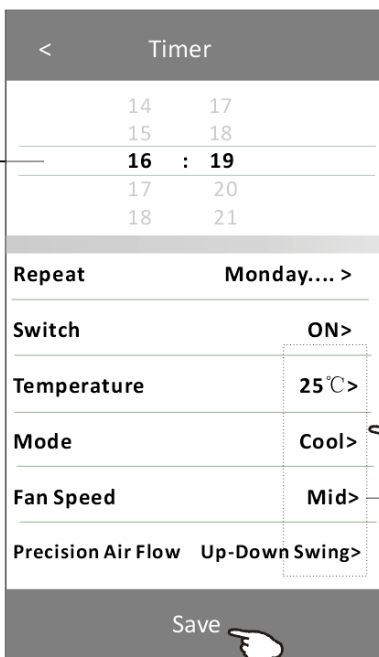 < Timer
14 17
15 18
16 : 19
17 20
18 21
Repeat Monday.... >
Switch ON>
Temperature 25℃>
Mode Cool>
Fan Speed Mid>
Precision Air Flow Up-Down Swing>
Save